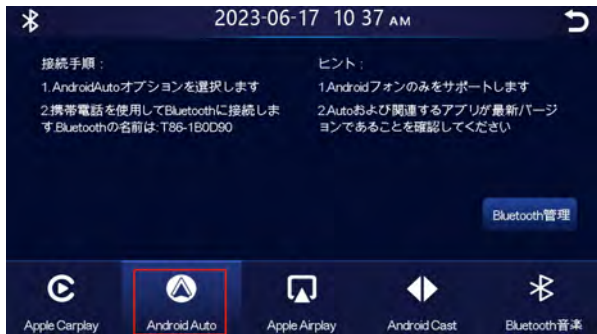 2023-06-17 10 37 AM
接続手順：
1.AndroidAutoオプションを選択します
2.携帯電話を使用してBluetoothに接続しま
す.Bluetoothの名前は:T86-1B0D90
ヒント：
1.Androidフォンのみをサポートします
2.Autoおよび関連するアプリが最新バージ
ョンであることを確認してください
Bluetooth管理
Apple Carplay
Android Auto
Apple Airplay
Android Cast
Bluetooth音楽